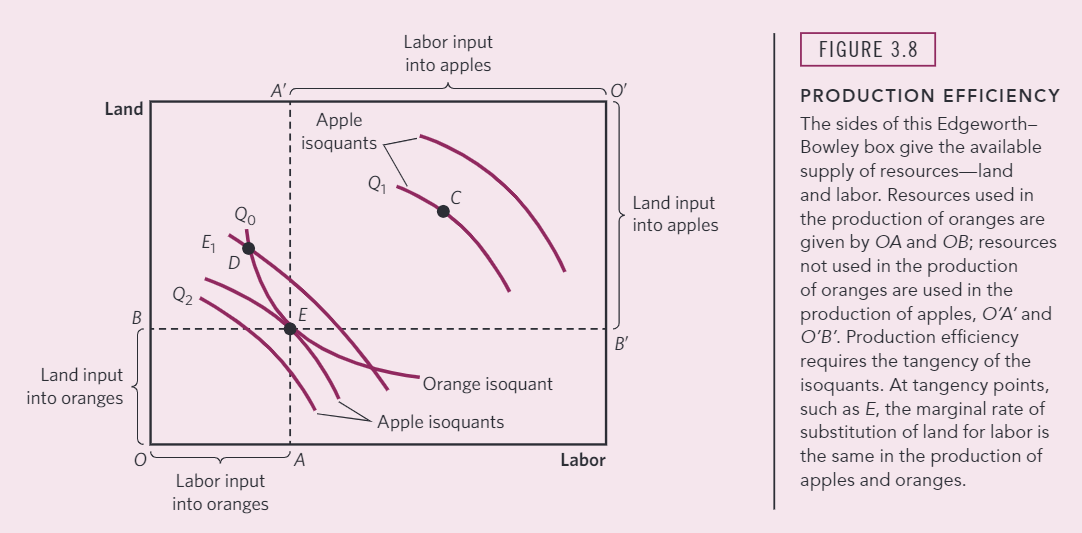 Labor input
into apples
A′
O′
Land
Apple
isoquants
Q1
C
Land input
into apples
Q0
E1
D
Q2
B
E
B′
Land input
into oranges
Orange isoquant
Apple isoquants
O
A
Labor
Labor input
into oranges
FIGURE 3.8
PRODUCTION EFFICIENCY
The sides of this Edgeworth–
Bowley box give the available
supply of resources—land
and labor. Resources used in
the production of oranges are
given by OA and OB; resources
not used in the production
of oranges are used in the
production of apples, O′A′ and
O′B′. Production efficiency
requires the tangency of the
isoquants. At tangency points,
such as E, the marginal rate of
substitution of land for labor is
the same in the production of
apples and oranges.